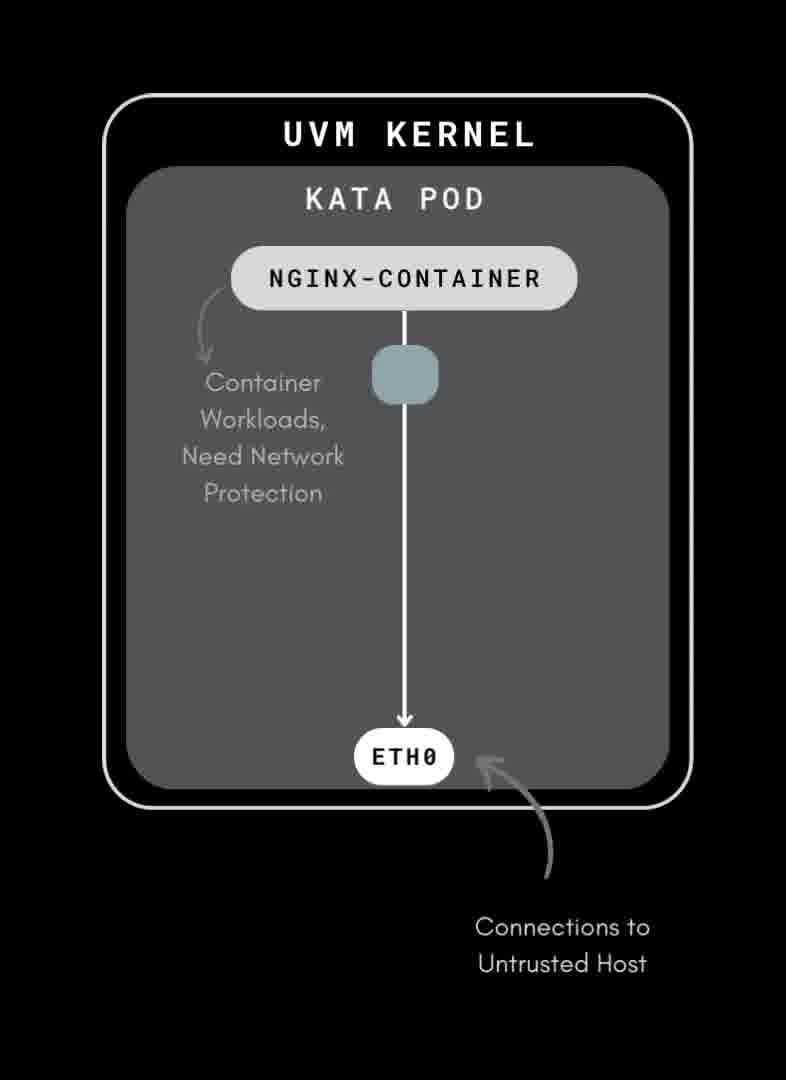 UVM KERNEL
KATA POD
NGINX-CONTAINER
Container
Workloads,
Need Network
Protection
ETH0
Connections to
Untrusted Host